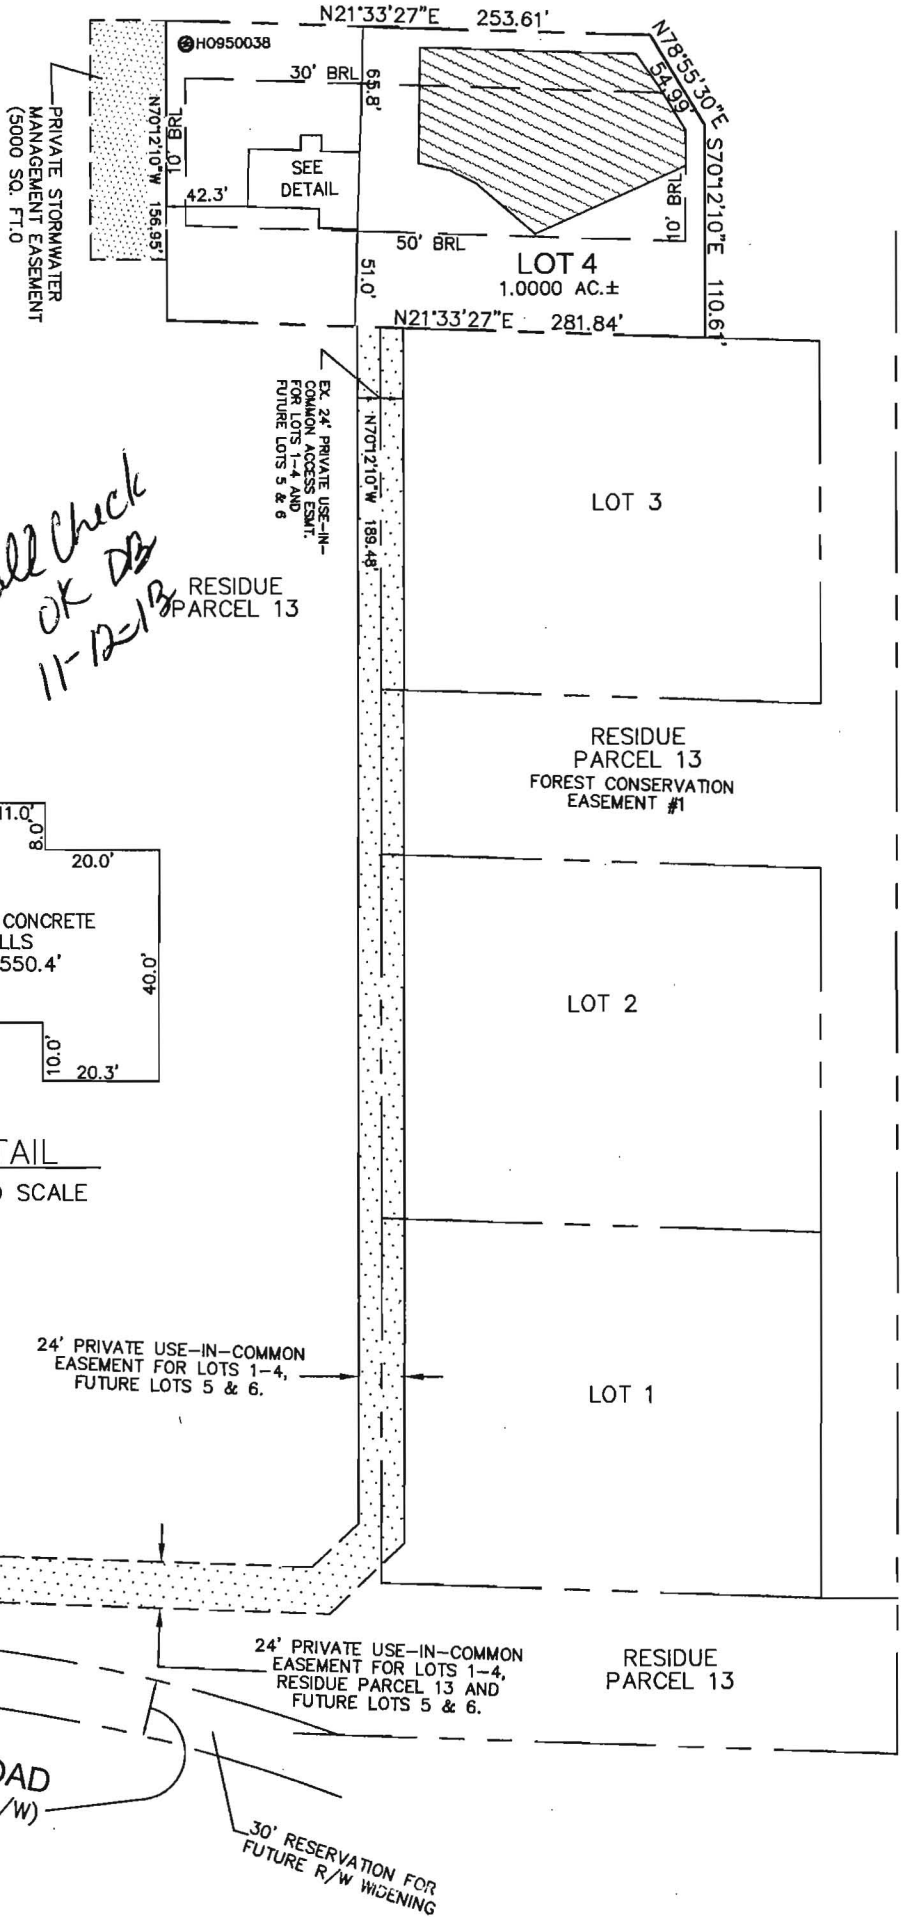 N21°33'27"E 253.61'
N78°55'30"E
54.99'
HO950038
30' BRL
65.8'
PRIVATE STORMWATER
MANAGEMENT EASEMENT
(5000 SQ. FT.0
N70°12'10"W 156.95'
10' BRL
SEE
DETAIL
42.3'
50' BRL
10' BRL
S70°12'10"E 110.61'
LOT 4
1.0000 AC.±
51.0'
N21°33'27"E 281.84'
EX. 24' PRIVATE USE-IN-
COMMON ACCESS ESMT.
FOR LOTS 1-4 AND
FUTURE LOTS 5 & 6
N70°12'10"W 189.48'
LOT 3
Check
OK DB
11-12-13
RESIDUE
PARCEL 13
RESIDUE
PARCEL 13
FOREST CONSERVATION
EASEMENT #1
11.0'
8.0'
20.0'
CONCRETE
LLS
550.4'
40.0'
10.0'
20.3'
LOT 2
TAIL
SCALE
24' PRIVATE USE-IN-COMMON
EASEMENT FOR LOTS 1-4,
FUTURE LOTS 5 & 6.
LOT 1
24' PRIVATE USE-IN-COMMON
EASEMENT FOR LOTS 1-4,
RESIDUE PARCEL 13 AND
FUTURE LOTS 5 & 6.
RESIDUE
PARCEL 13
OAD
/W)
30' RESERVATION FOR
FUTURE R/W WIDENING